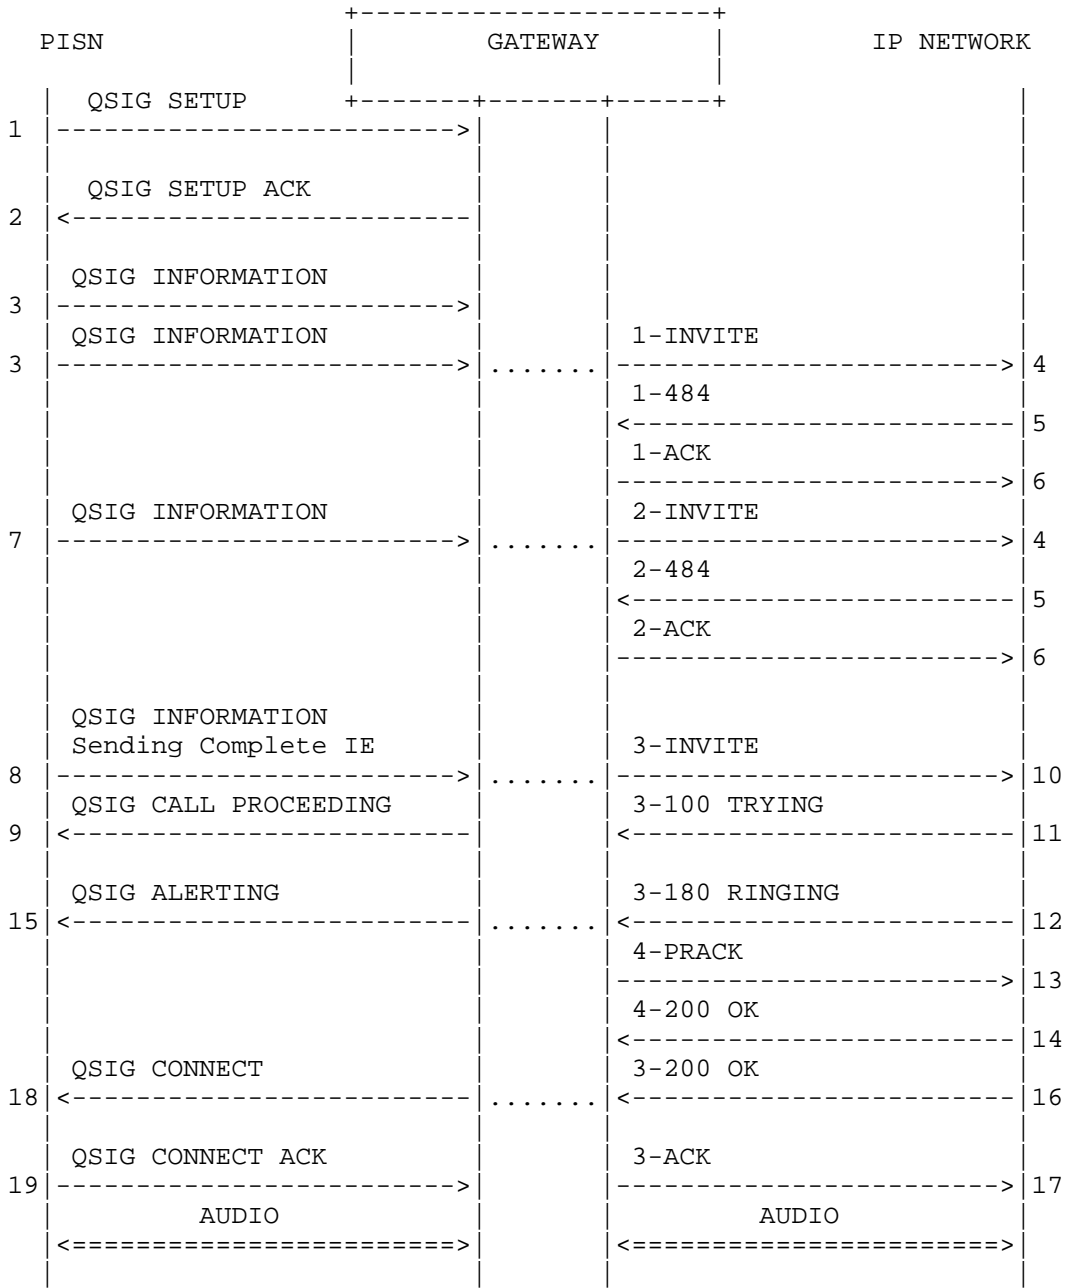 PISN GATEWAY IP NETWORK
QSIG SETUP
1
QSIG SETUP ACK
2
QSIG INFORMATION
3
QSIG INFORMATION 1-INVITE
3 4
1-484
5
1-ACK
6
QSIG INFORMATION 2-INVITE
7 4
2-484
5
2-ACK
6
QSIG INFORMATION
Sending Complete IE 3-INVITE
8 10
QSIG CALL PROCEEDING 3-100 TRYING
9 11
QSIG ALERTING 3-180 RINGING
15 12
4-PRACK
13
4-200 OK
14
QSIG CONNECT 3-200 OK
18 16
QSIG CONNECT ACK 3-ACK
19 17
AUDIO AUDIO